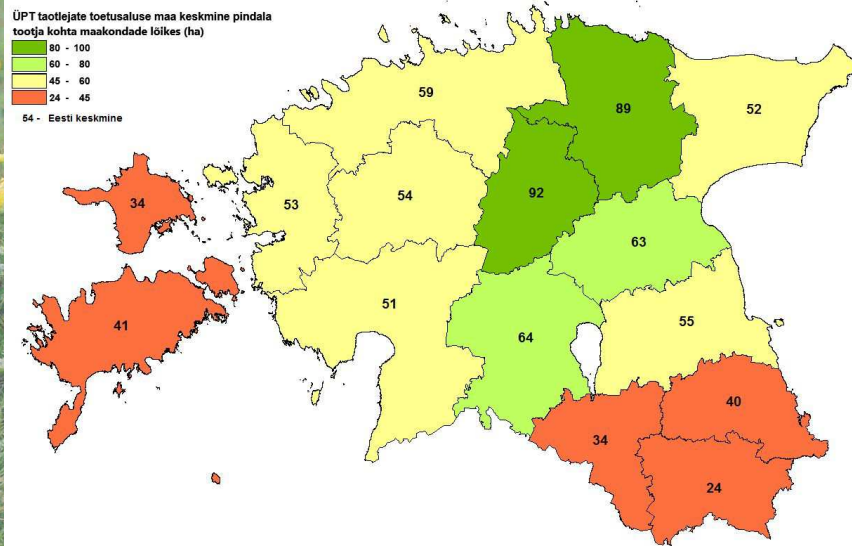 ÜPT taotlejate toetusaluse maa keskmine pindala
tootja kohta maakondade lõikes (ha)
80 - 100
60 - 80
45 - 60
24 - 45
54 - Eesti keskmine
59
89
52
34
53
54
92
63
41
51
64
55
34
40
24